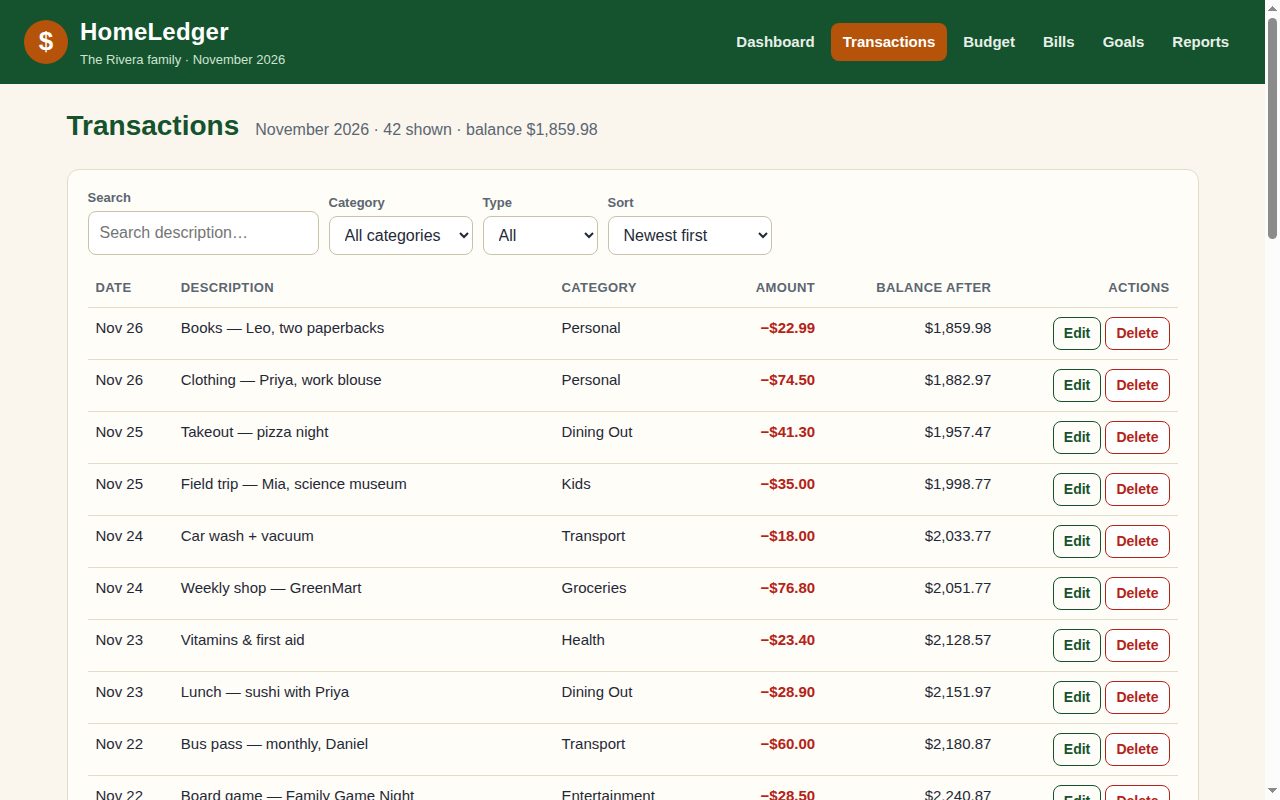 $ HomeLedger
The Rivera family · November 2026
Dashboard Transactions Budget Bills Goals Reports
Transactions November 2026 · 42 shown · balance $1,859.98
Search Category Type Sort
Search description… All categories All Newest first
DATE DESCRIPTION CATEGORY AMOUNT BALANCE AFTER ACTIONS
Nov 26 Books — Leo, two paperbacks Personal −$22.99 $1,859.98 Edit Delete
Nov 26 Clothing — Priya, work blouse Personal −$74.50 $1,882.97 Edit Delete
Nov 25 Takeout — pizza night Dining Out −$41.30 $1,957.47 Edit Delete
Nov 25 Field trip — Mia, science museum Kids −$35.00 $1,998.77 Edit Delete
Nov 24 Car wash + vacuum Transport −$18.00 $2,033.77 Edit Delete
Nov 24 Weekly shop — GreenMart Groceries −$76.80 $2,051.77 Edit Delete
Nov 23 Vitamins & first aid Health −$23.40 $2,128.57 Edit Delete
Nov 23 Lunch — sushi with Priya Dining Out −$28.90 $2,151.97 Edit Delete
Nov 22 Bus pass — monthly, Daniel Transport −$60.00 $2,180.87 Edit Delete
Nov 22 Board game — Family Game Night Entertainment −$28.50 $2,240.87 Edit Delete